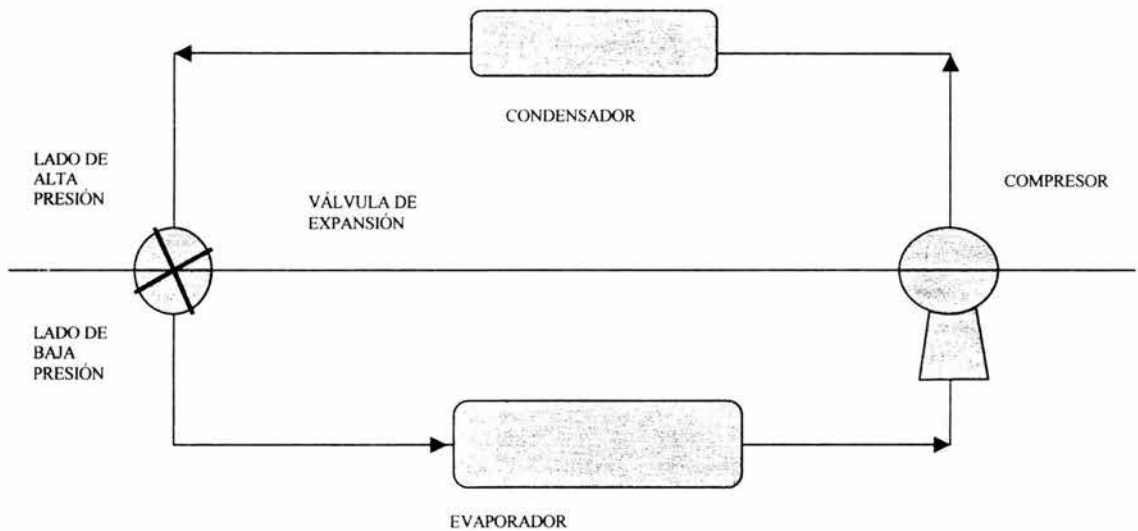 CONDENSADOR
LADO DE
ALTA
PRESIÓN
VÁLVULA DE
EXPANSIÓN
COMPRESOR
LADO DE
BAJA
PRESIÓN
EVAPORADOR